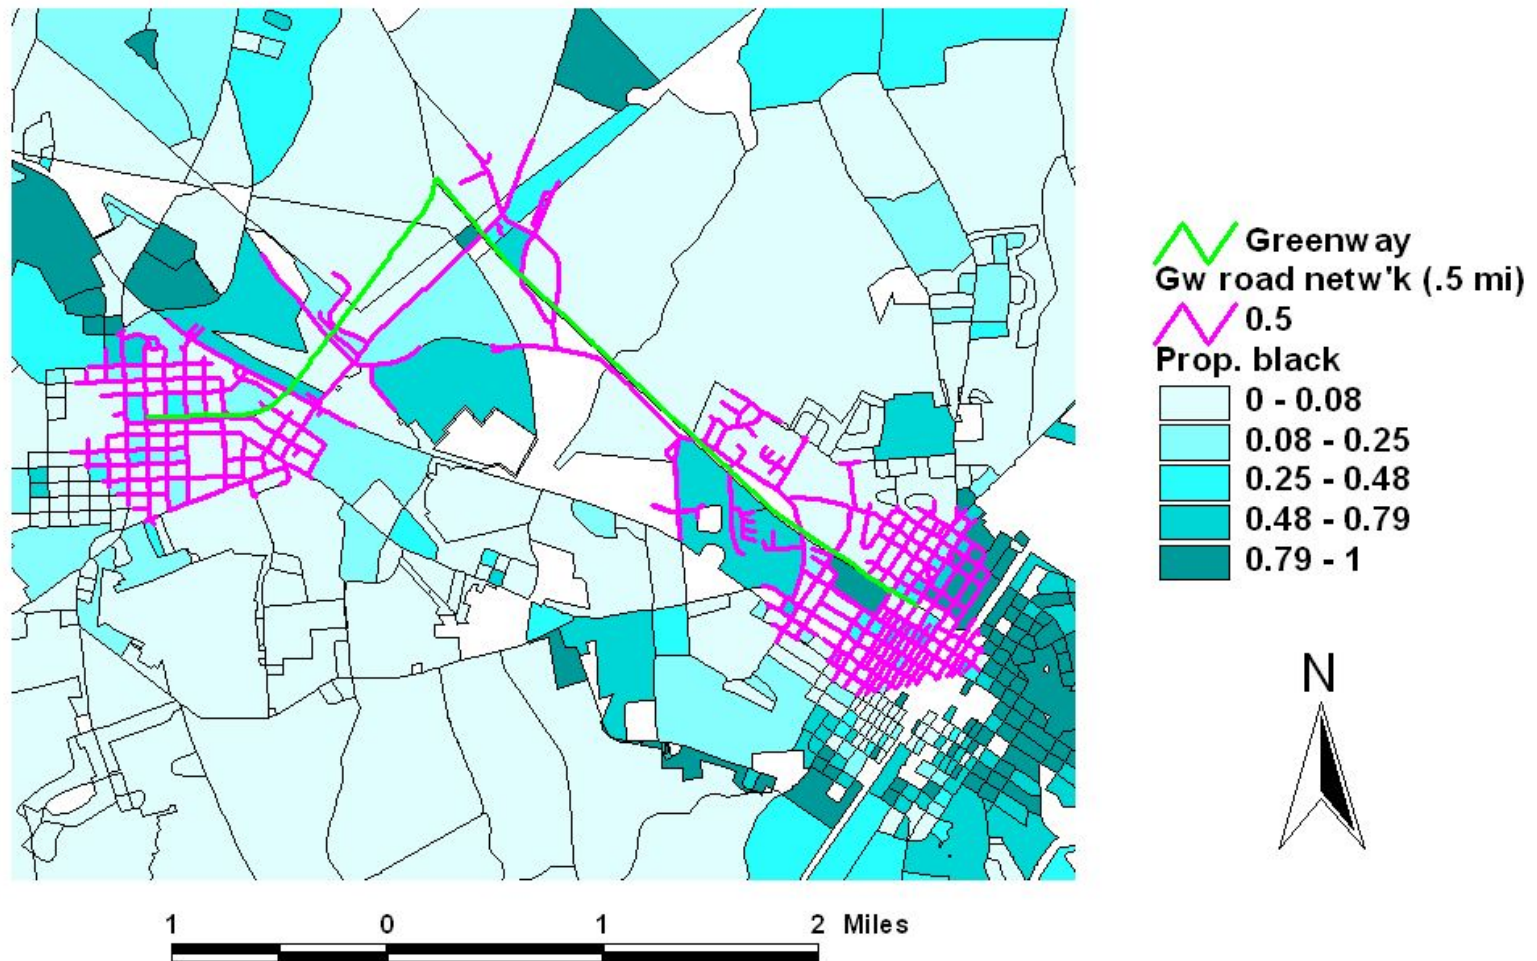 Greenway
Gw road netw'k (.5 mi)
0.5
Prop. black
0 - 0.08
0.08 - 0.25
0.25 - 0.48
0.48 - 0.79
0.79 - 1
N
1 0 1 2 Miles